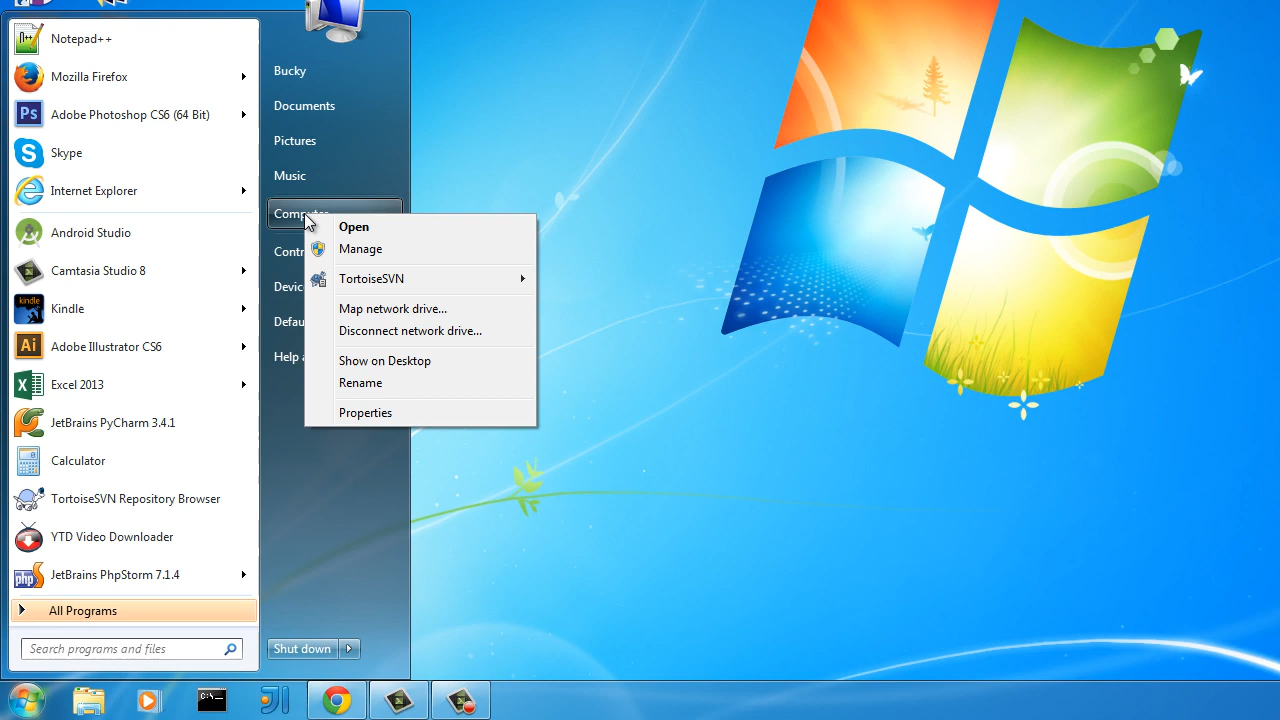 Notepad++
Mozilla Firefox
Adobe Photoshop CS6 (64 Bit)
Skype
Internet Explorer
Android Studio
Camtasia Studio 8
Kindle
Adobe Illustrator CS6
Excel 2013
JetBrains PyCharm 3.4.1
Calculator
TortoiseSVN Repository Browser
YTD Video Downloader
JetBrains PhpStorm 7.1.4
All Programs
Search programs and files
Bucky
Documents
Pictures
Music
Computer
Contr
Device
Defau
Help a
Shut down
Open
Manage
TortoiseSVN
Map network drive...
Disconnect network drive...
Show on Desktop
Rename
Properties